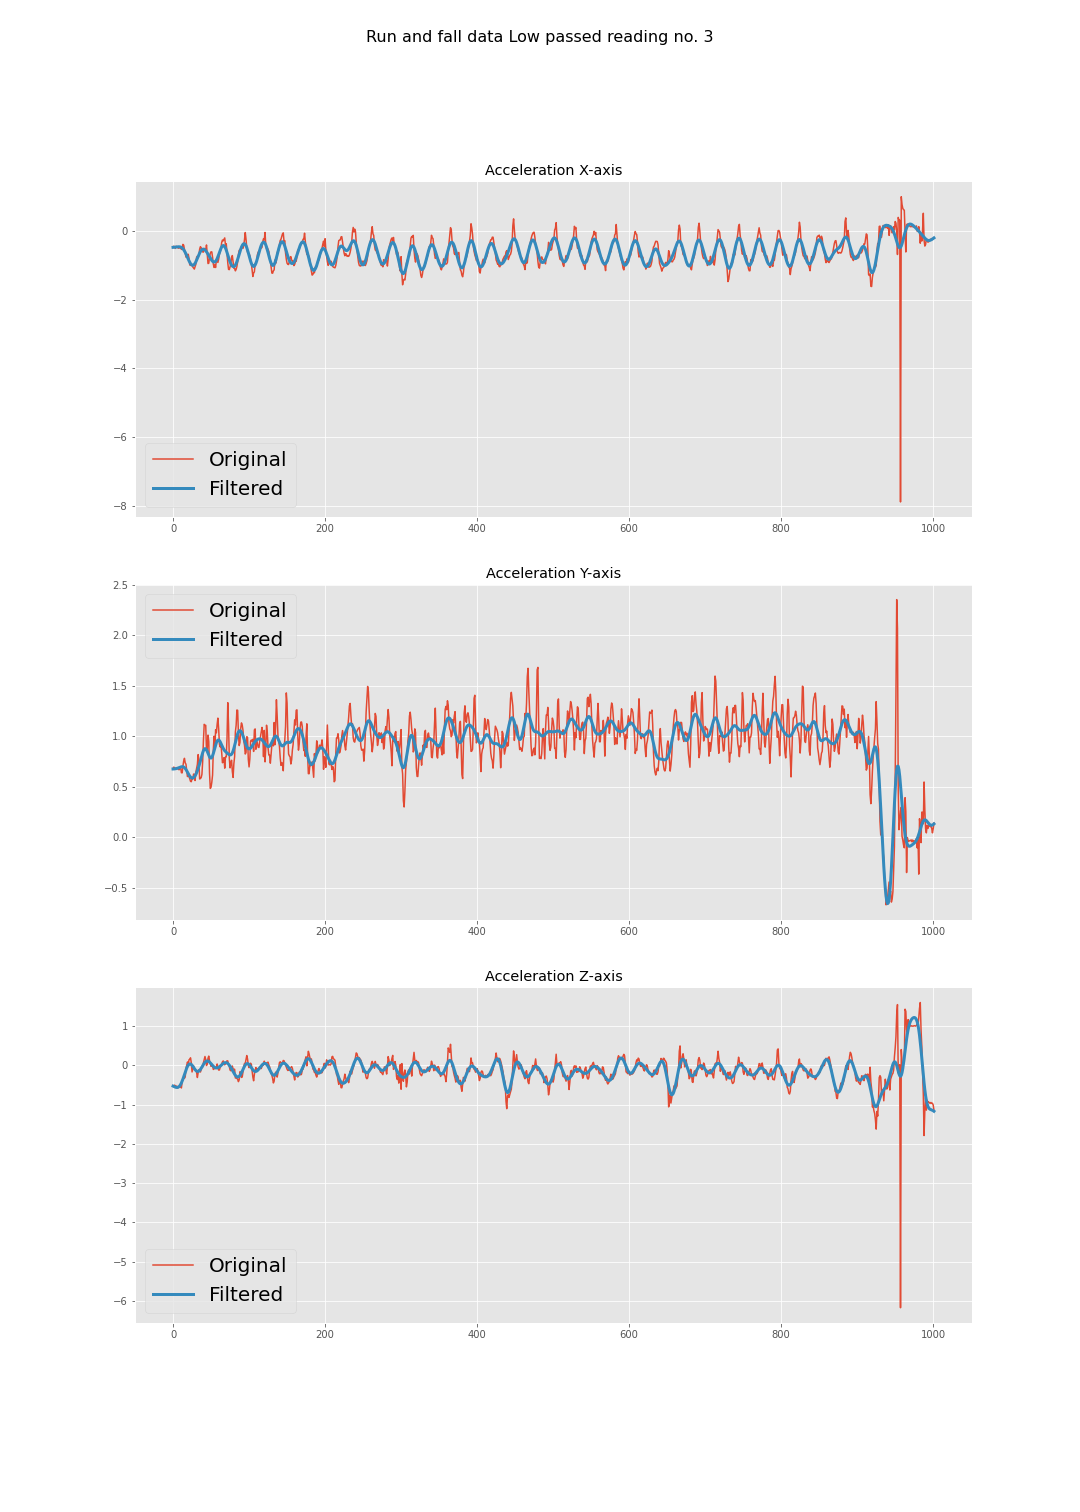 Run and fall data Low passed reading no. 3
Acceleration X-axis
0
−2
−4
−6
−8
Original
Filtered
0 200 400 600 800 1000
Acceleration Y-axis
2.5
2.0
1.5
1.0
0.5
0.0
−0.5
Original
Filtered
0 200 400 600 800 1000
Acceleration Z-axis
1
0
−1
−2
−3
−4
−5
−6
Original
Filtered
0 200 400 600 800 1000